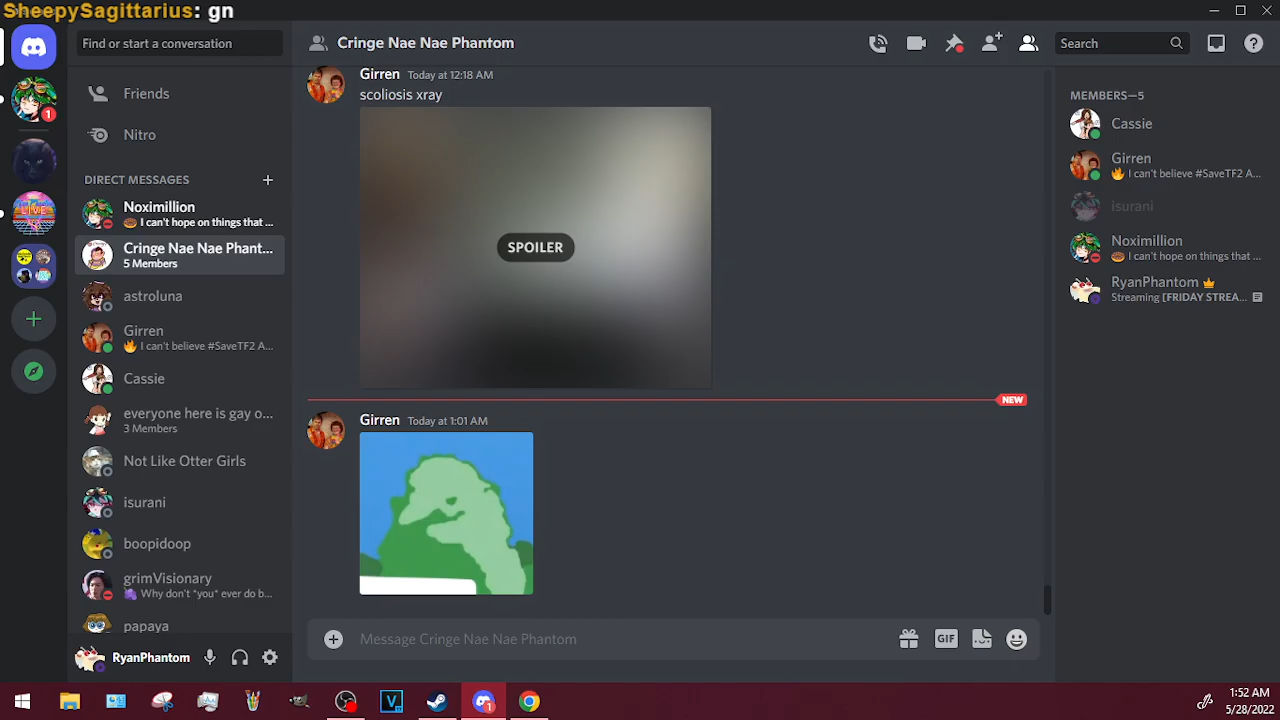 SheepySagittarius: gn
Find or start a conversation
Cringe Nae Nae Phantom
Search
1
Friends
Nitro
DIRECT MESSAGES
Noximillion
I can't hope on things that ...
Cringe Nae Nae Phant...
5 Members
astroluna
Girren
I can't believe #SaveTF2 A...
Cassie
everyone here is gay o...
3 Members
Not Like Otter Girls
isurani
boopidoop
grimVisionary
Why don't *you* ever do b...
papaya
RyanPhantom
Girren Today at 12:18 AM
scoliosis xray
SPOILER
NEW
Girren Today at 1:01 AM
Message Cringe Nae Nae Phantom
GIF
MEMBERS—5
Cassie
Girren
I can't believe #SaveTF2 A...
isurani
Noximillion
I can't hope on things that ...
RyanPhantom
Streaming [FRIDAY STREA...
LIVE
V
1
1:52 AM
5/28/2022